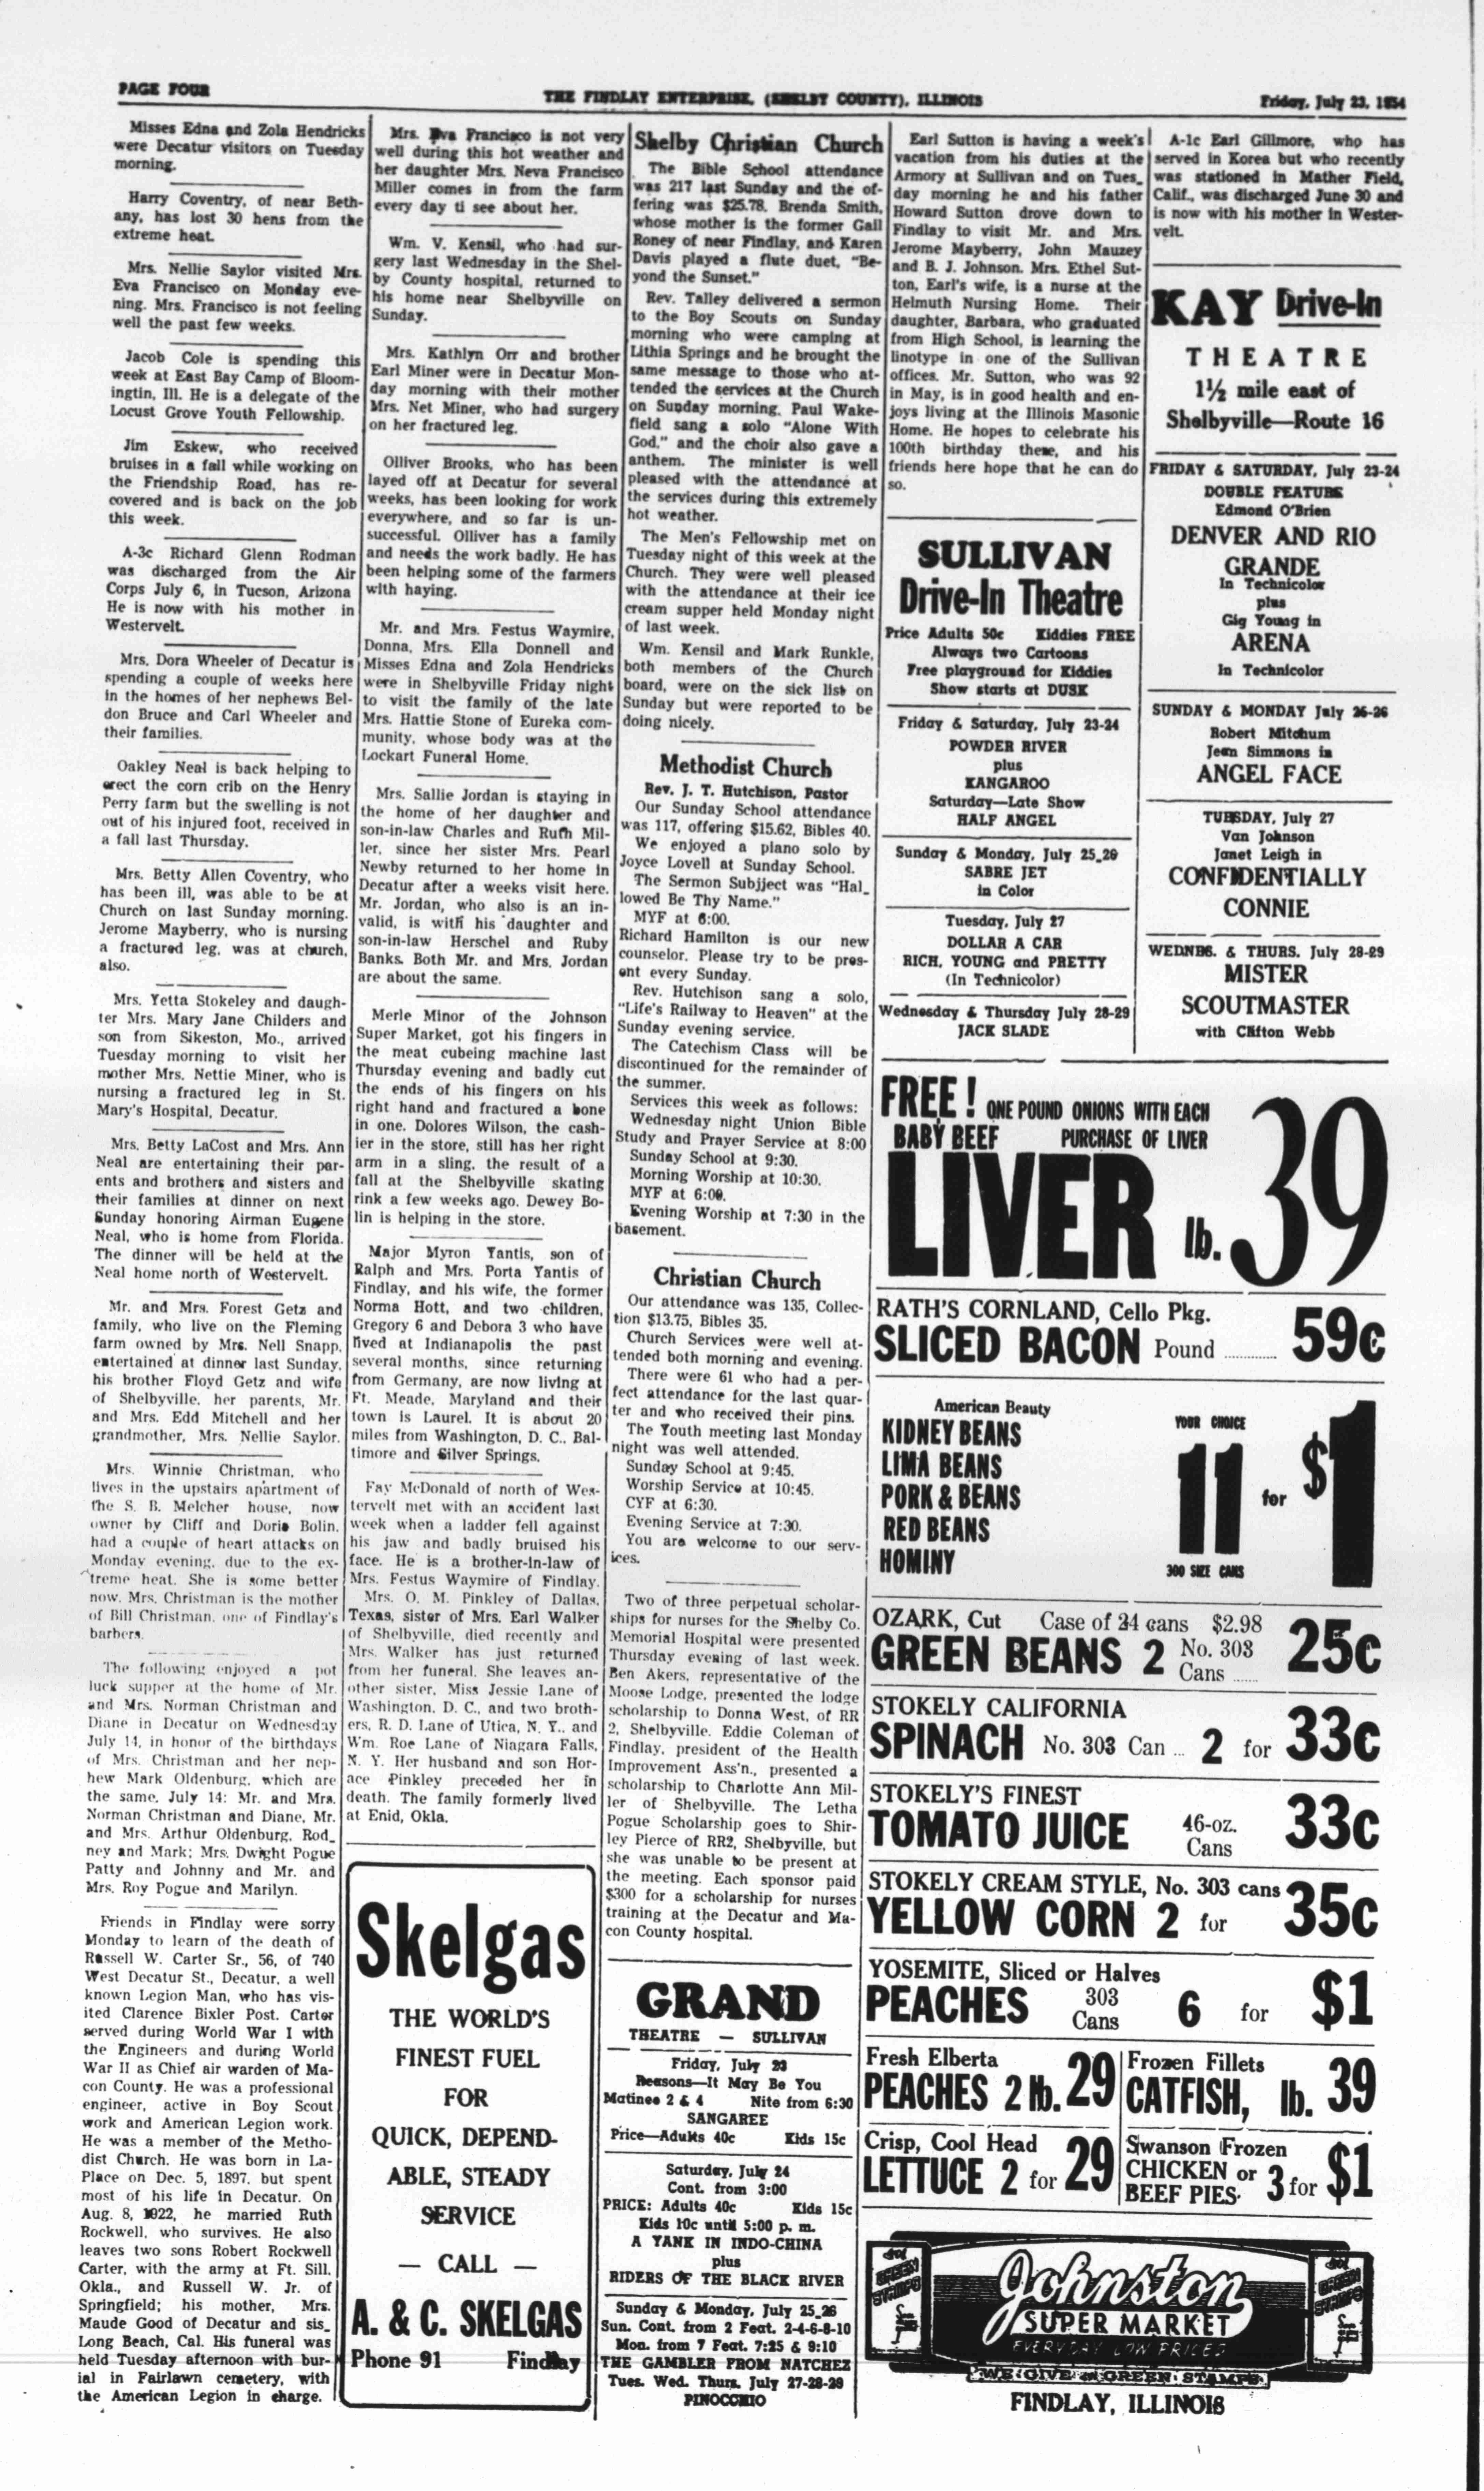 PAGE FOUR
THE FINDLAY ENTERPRISE, (SHELBY COUNTY), ILLINOIS
Friday, July 23, 1954
Misses Edna and Zola Hendricks
were Decatur visitors on Tuesday
morning.
Harry Coventry, of near Beth-
any, has lost 30 hens from the
extreme heat.
Mrs. Nellie Saylor visited Mrs.
Eva Francisco on Monday eve-
ning. Mrs. Francisco is not feeling
well the past few weeks.
Jacob Cole is spending this
week at East Bay Camp of Bloom-
ingtin, Ill. He is a delegate of the
Locust Grove Youth Fellowship.
Jim Eskew, who received
bruises in a fall while working on
the Friendship Road, has re-
covered and is back on the job
this week.
A-3c Richard Glenn Rodman
was discharged from the Air
Corps July 6, in Tucson, Arizona
He is now with his mother in
Westervelt.
Mrs. Dora Wheeler of Decatur is
spending a couple of weeks here
in the homes of her nephews Bel-
don Bruce and Carl Wheeler and
their families.
Oakley Neal is back helping to
erect the corn crib on the Henry
Perry farm but the swelling is not
out of his injured foot, received in
a fall last Thursday.
Mrs. Betty Allen Coventry, who
has been ill, was able to be at
Church on last Sunday morning.
Jerome Mayberry, who is nursing
a fractured leg, was at church,
also.
Mrs. Yetta Stokeley and daugh-
ter Mrs. Mary Jane Childers and
son from Sikeston, Mo., arrived
Tuesday morning to visit her
mother Mrs. Nettie Miner, who is
nursing a fractured leg in St.
Mary's Hospital, Decatur.
Mrs. Betty LaCost and Mrs. Ann
Neal are entertaining their par-
ents and brothers and sisters and
their families at dinner on next
Sunday honoring Airman Eugene
Neal, who is home from Florida.
The dinner will be held at the
Neal home north of Westervelt.
Mr. and Mrs. Forest Getz and
family, who live on the Fleming
farm owned by Mrs. Nell Snapp,
entertained at dinner last Sunday,
his brother Floyd Getz and wife
of Shelbyville, her parents, Mr.
and Mrs. Edd Mitchell and her
grandmother, Mrs. Nellie Saylor.
Mrs. Winnie Christman, who
lives in the upstairs apartment of
the S. B. Melcher house, now
owner by Cliff and Doris Bolin,
had a couple of heart attacks on
Monday evening, due to the ex-
treme heat. She is some better
now. Mrs. Christman is the mother
of Bill Christman, one of Findlay's
barbers.
The following enjoyed a pot
luck supper at the home of Mr.
and Mrs. Norman Christman and
Diane in Decatur on Wednesday
July 14, in honor of the birthdays
of Mrs. Christman and her nep-
hew Mark Oldenburg, which are
the same, July 14: Mr. and Mrs.
Norman Christman and Diane, Mr.
and Mrs. Arthur Oldenburg, Rod_
ney and Mark; Mrs. Dwight Pogue
Patty and Johnny and Mr. and
Mrs. Roy Pogue and Marilyn.
Friends in Findlay were sorry
Monday to learn of the death of
Russell W. Carter Sr., 56, of 740
West Decatur St., Decatur, a well
known Legion Man, who has vis-
ited Clarence Bixler Post. Carter
served during World War I with
the Engineers and during World
War II as Chief air warden of Ma-
con County. He was a professional
engineer, active in Boy Scout
work and American Legion work.
He was a member of the Metho-
dist Church. He was born in La-
Place on Dec. 5, 1897, but spent
most of his life in Decatur. On
Aug. 8, 1922, he married Ruth
Rockwell, who survives. He also
leaves two sons Robert Rockwell
Carter, with the army at Ft. Sill,
Okla., and Russell W. Jr. of
Springfield; his mother, Mrs.
Maude Good of Decatur and sis_
Long Beach, Cal. His funeral was
held Tuesday afternoon with bur-
ial in Fairlawn cemetery, with
the American Legion in charge.
Mrs. Eva Francisco is not very
well during this hot weather and
her daughter Mrs. Neva Francisco
Miller comes in from the farm
every day ti see about her.
Wm. V. Kensil, who had sur-
gery last Wednesday in the Shel-
by County hospital, returned to
his home near Shelbyville on
Sunday.
Mrs. Kathlyn Orr and brother
Earl Miner were in Decatur Mon-
day morning with their mother
Mrs. Net Miner, who had surgery
on her fractured leg.
Olliver Brooks, who has been
layed off at Decatur for several
weeks, has been looking for work
everywhere, and so far is un-
successful. Olliver has a family
and needs the work badly. He has
been helping some of the farmers
with haying.
Mr. and Mrs. Festus Waymire,
Donna, Mrs. Ella Donnell and
Misses Edna and Zola Hendricks
were in Shelbyville Friday night
to visit the family of the late
Mrs. Hattie Stone of Eureka com-
munity, whose body was at the
Lockart Funeral Home.
Mrs. Sallie Jordan is staying in
the home of her daughter and
son-in-law Charles and Ruth Mil-
ler, since her sister Mrs. Pearl
Newby returned to her home in
Decatur after a weeks visit here.
Mr. Jordan, who also is an in-
valid, is with his daughter and
son-in-law Herschel and Ruby
Banks. Both Mr. and Mrs. Jordan
are about the same.
Merle Minor of the Johnson
Super Market, got his fingers in
the meat cubeing machine last
Thursday evening and badly cut
the ends of his fingers on his
right hand and fractured a bone
in one. Dolores Wilson, the cash-
ier in the store, still has her right
arm in a sling, the result of a
fall at the Shelbyville skating
rink a few weeks ago. Dewey Bo-
lin is helping in the store.
Major Myron Yantis, son of
Ralph and Mrs. Porta Yantis of
Findlay, and his wife, the former
Norma Hott, and two children,
Gregory 6 and Debora 3 who have
lived at Indianapolis the past
several months, since returning
from Germany, are now living at
Ft. Meade, Maryland and their
town is Laurel. It is about 20
miles from Washington, D. C., Bal-
timore and Silver Springs.
Fay McDonald of north of Wes-
tervelt met with an accident last
week when a ladder fell against
his jaw and badly bruised his
face. He is a brother-in-law of
Mrs. Festus Waymire of Findlay.
Mrs. O. M. Pinkley of Dallas,
Texas, sister of Mrs. Earl Walker
of Shelbyville, died recently and
Mrs. Walker has just returned
from her funeral. She leaves an-
other sister, Miss Jessie Lane of
Washington, D. C., and two broth-
ers, R. D. Lane of Utica, N. Y., and
Wm. Roe Lane of Niagara Falls,
N. Y. Her husband and son Hor-
ace Pinkley preceded her in
death. The family formerly lived
at Enid, Okla.
Skelgas
THE WORLD'S
FINEST FUEL
FOR
QUICK, DEPEND-
ABLE, STEADY
SERVICE
— CALL —
A. & C. SKELGAS
Phone 91 Findlay
Shelby Christian Church
The Bible School attendance
was 217 last Sunday and the of-
fering was $25.78. Brenda Smith,
whose mother is the former Gail
Roney of near Findlay, and Karen
Davis played a flute duet, "Be-
yond the Sunset."
Rev. Talley delivered a sermon
to the Boy Scouts on Sunday
morning who were camping at
Lithia Springs and he brought the
same message to those who at-
tended the services at the Church
on Sunday morning. Paul Wake-
field sang a solo "Alone With
God," and the choir also gave a
anthem. The minister is well
pleased with the attendance at
the services during this extremely
hot weather.
The Men's Fellowship met on
Tuesday night of this week at the
Church. They were well pleased
with the attendance at their ice
cream supper held Monday night
of last week.
Wm. Kensil and Mark Runkle,
both members of the Church
board, were on the sick list on
Sunday but were reported to be
doing nicely.
Methodist Church
Rev. J. T. Hutchison, Pastor
Our Sunday School attendance
was 117, offering $15.62, Bibles 40.
We enjoyed a piano solo by
Joyce Lovell at Sunday School.
The Sermon Subjject was "Hal_
lowed Be Thy Name."
MYF at 6:00.
Richard Hamilton is our new
counselor. Please try to be pres-
ent every Sunday.
Rev. Hutchison sang a solo,
"Life's Railway to Heaven" at the
Sunday evening service.
The Catechism Class will be
discontinued for the remainder of
the summer.
Services this week as follows:
Wednesday night Union Bible
Study and Prayer Service at 8:00
Sunday School at 9:30.
Morning Worship at 10:30.
MYF at 6:00.
Evening Worship at 7:30 in the
basement.
Christian Church
Our attendance was 135, Collec-
tion $13.75, Bibles 35.
Church Services were well at-
tended both morning and evening.
There were 61 who had a per-
fect attendance for the last quar-
ter and who received their pins.
The Youth meeting last Monday
night was well attended.
Sunday School at 9:45.
Worship Service at 10:45.
CYF at 6:30.
Evening Service at 7:30.
You are welcome to our serv-
ices.
Two of three perpetual scholar-
ships for nurses for the Shelby Co.
Memorial Hospital were presented
Thursday evening of last week.
Ben Akers, representative of the
Moose Lodge, presented the lodge
scholarship to Donna West, of RR
2, Shelbyville. Eddie Coleman of
Findlay, president of the Health
Improvement Ass'n., presented a
scholarship to Charlotte Ann Mil-
ler of Shelbyville. The Letha
Pogue Scholarship goes to Shir-
ley Pierce of RR2, Shelbyville, but
she was unable to be present at
the meeting. Each sponsor paid
$300 for a scholarship for nurses
training at the Decatur and Ma-
con County hospital.
GRAND
THEATRE — SULLIVAN
Friday, July 23
Reasons—It May Be You
Matinee 2 & 4 Nite from 6:30
SANGAREE
Price—Adults 40c Kids 15c
Saturday, July 24
Cont. from 3:00
PRICE: Adults 40c Kids 15c
Kids 10c until 5:00 p. m.
A YANK IN INDO-CHINA
plus
RIDERS OF THE BLACK RIVER
Sunday & Monday, July 25_26
Sun. Cont. from 2 Feat. 2-4-6-8-10
Mon. from 7 Feat. 7:25 & 9:10
THE GAMBLER FROM NATCHEZ
Tues. Wed. Thurs. July 27-28-29
PINOCCHIO
Earl Sutton is having a week's
vacation from his duties at the
Armory at Sullivan and on Tues_
day morning he and his father
Howard Sutton drove down to
Findlay to visit Mr. and Mrs.
Jerome Mayberry, John Mauzey
and B. J. Johnson. Mrs. Ethel Sut-
ton, Earl's wife, is a nurse at the
Helmuth Nursing Home. Their
daughter, Barbara, who graduated
from High School, is learning the
linotype in one of the Sullivan
offices. Mr. Sutton, who was 92
in May, is in good health and en-
joys living at the Illinois Masonic
Home. He hopes to celebrate his
100th birthday there, and his
friends here hope that he can do
so.
SULLIVAN
Drive-In Theatre
Price Adults 50c Kiddies FREE
Always two Cartoons
Free playground for Kiddies
Show starts at DUSK
Friday & Saturday, July 23-24
POWDER RIVER
plus
KANGAROO
Saturday—Late Show
HALF ANGEL
Sunday & Monday, July 25_26
SABRE JET
in Color
Tuesday, July 27
DOLLAR A CAR
RICH, YOUNG and PRETTY
(In Technicolor)
Wednesday & Thursday July 28-29
JACK SLADE
A-1c Earl Gillmore, who has
served in Korea but who recently
was stationed in Mather Field,
Calif., was discharged June 30 and
is now with his mother in Wester-
velt.
KAY Drive-In
THEATRE
1½ mile east of
Shelbyville—Route 16
FRIDAY & SATURDAY, July 23-24
DOUBLE FEATURE
Edmond O'Brien
DENVER AND RIO
GRANDE
In Technicolor
plus
Gig Young in
ARENA
In Technicolor
SUNDAY & MONDAY July 25-26
Robert Mitchum
Jean Simmons in
ANGEL FACE
TUESDAY, July 27
Van Johnson
Janet Leigh in
CONFIDENTIALLY
CONNIE
WEDNES. & THURS. July 28-29
MISTER
SCOUTMASTER
with Clifton Webb
FREE! ONE POUND ONIONS WITH EACH
BABY BEEF PURCHASE OF LIVER
LIVER lb. 39
RATH'S CORNLAND, Cello Pkg.
SLICED BACON Pound ............ 59c
American Beauty
KIDNEY BEANS
LIMA BEANS
PORK & BEANS
RED BEANS
HOMINY
YOUR CHOICE
11 for $1
300 SIZE CANS
OZARK, Cut Case of 24 cans $2.98
GREEN BEANS 2 No. 303 Cans ...... 25c
STOKELY CALIFORNIA
SPINACH No. 303 Can ... 2 for 33c
STOKELY'S FINEST
TOMATO JUICE 46-oz. Cans 33c
STOKELY CREAM STYLE, No. 303 cans
YELLOW CORN 2 for 35c
YOSEMITE, Sliced or Halves
PEACHES 303 Cans 6 for $1
Fresh Elberta
PEACHES 2 lb. 29
Frozen Fillets
CATFISH, lb. 39
Crisp, Cool Head
LETTUCE 2 for 29
Swanson Frozen
CHICKEN or
BEEF PIES 3 for $1
Johnston
SUPER MARKET
EVERYDAY LOW PRICES
WE GIVE GREEN STAMPS
FINDLAY, ILLINOIS